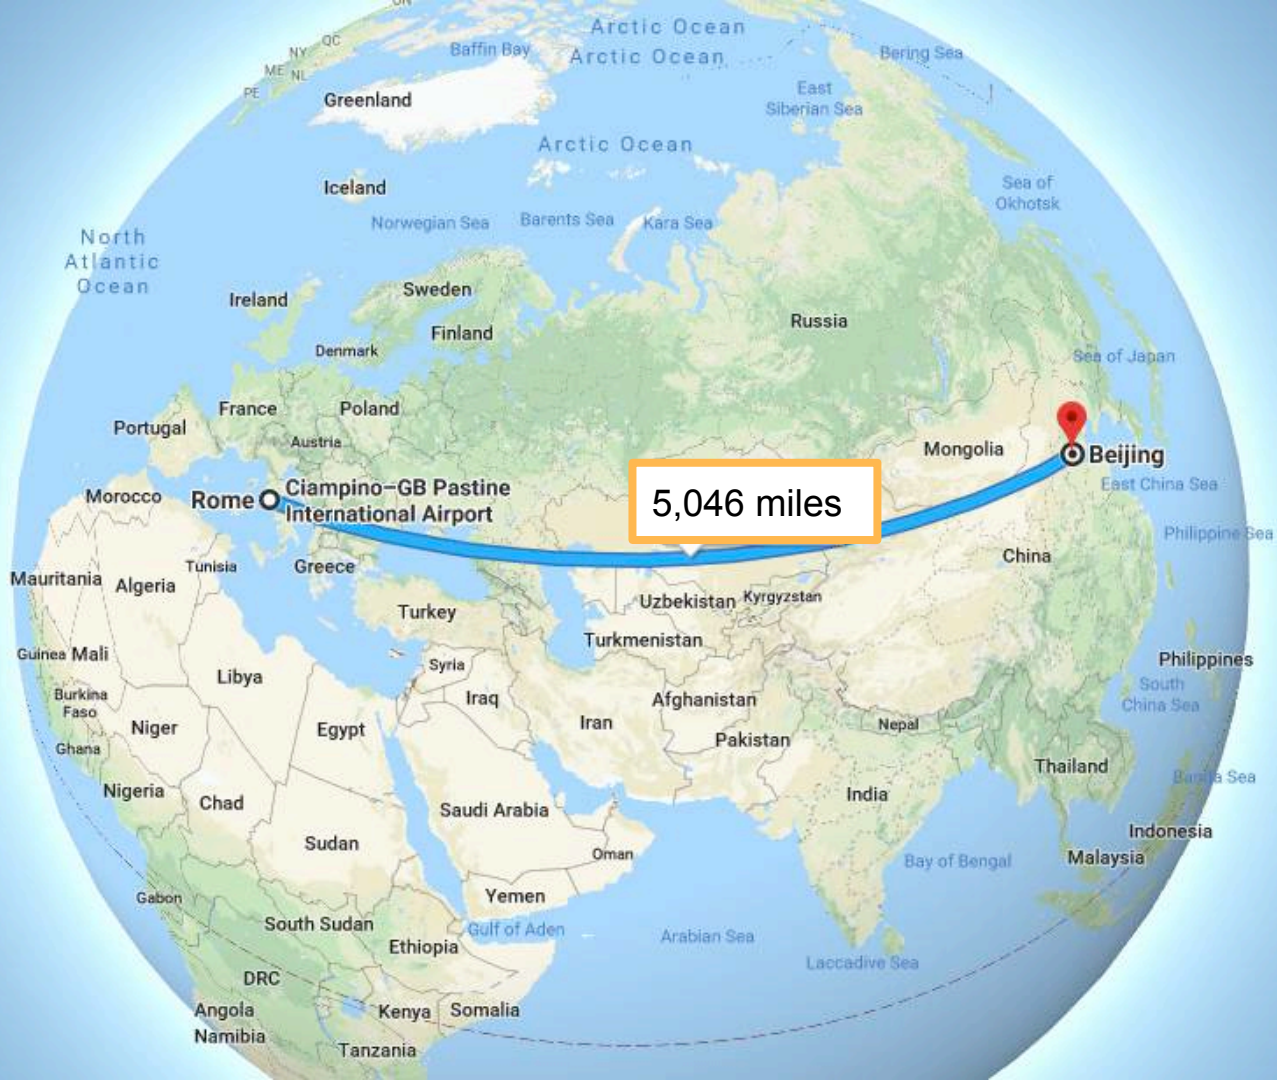 ON
Arctic Ocean
QC
NY
Baffin Bay
Arctic Ocean
Bering Sea
ME
NL
PE
Greenland
East
Siberian Sea
Arctic Ocean
Iceland
Sea of
Okhotsk
Norwegian Sea
Barents Sea
Kara Sea
North
Atlantic
Ocean
Ireland
Sweden
Finland
Russia
Denmark
Sea of Japan
France
Poland
Portugal
Austria
Mongolia
Beijing
East China Sea
Morocco
Rome
Ciampino–GB Pastine
International Airport
5,046 miles
Philippine Sea
China
Mauritania
Algeria
Tunisia
Greece
Uzbekistan
Kyrgyzstan
Turkey
Turkmenistan
Guinea
Mali
Syria
Philippines
Libya
Burkina
Faso
Iraq
Afghanistan
South
China Sea
Niger
Egypt
Iran
Pakistan
Nepal
Ghana
Thailand
Banda Sea
Nigeria
Chad
Saudi Arabia
India
Sudan
Oman
Indonesia
Malaysia
Bay of Bengal
Gabon
Yemen
South Sudan
Gulf of Aden
Ethiopia
Arabian Sea
Laccadive Sea
DRC
Angola
Kenya
Somalia
Namibia
Tanzania